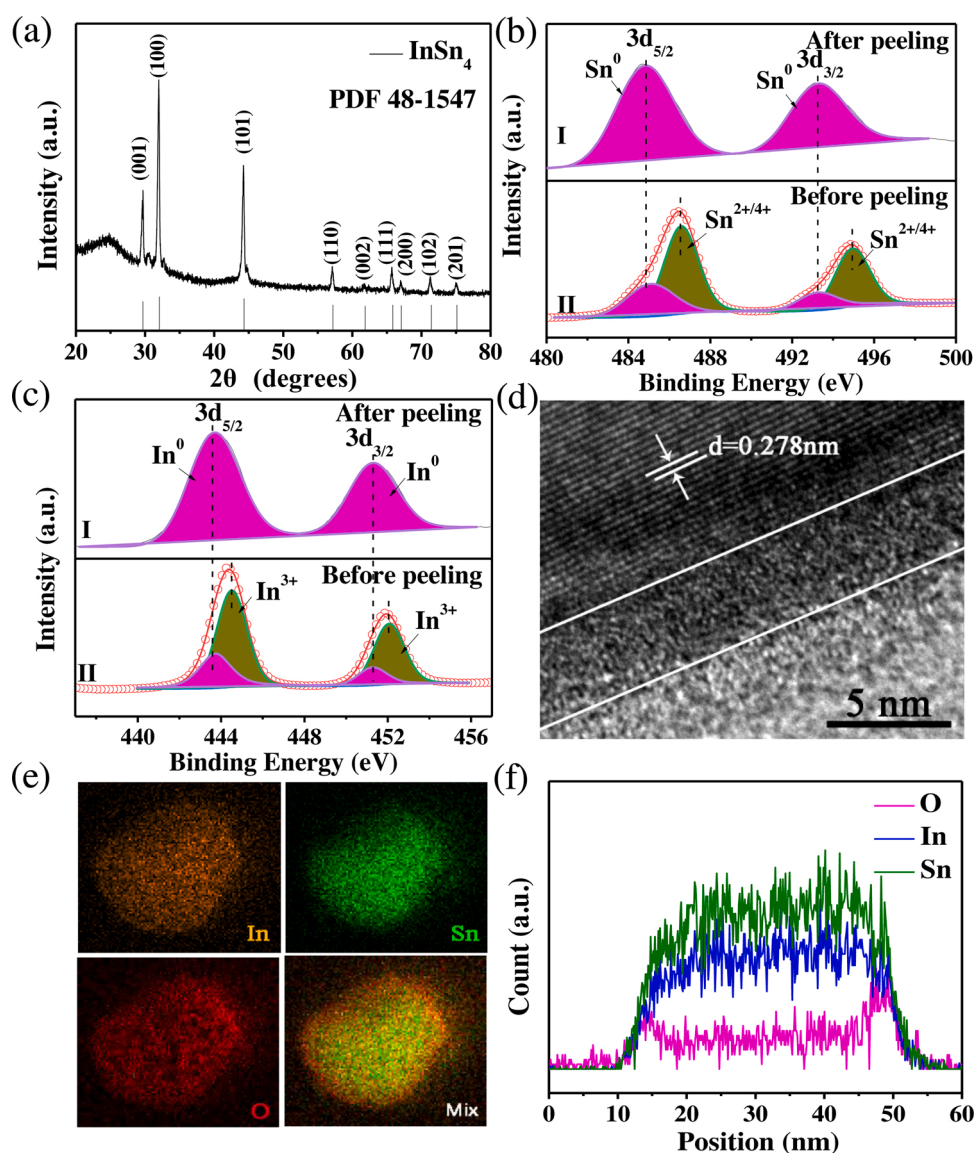 (a)
InSn4
PDF 48-1547
(001)
(100)
(101)
(110)
(002)
(111)
(200)
(102)
(201)
Intensity (a.u.)
20 30 40 50 60 70 80
2θ (degrees)
(b)
3d5/2
After peeling
Sn0
3d3/2
Sn0
I
Before peeling
Sn2+/4+
Sn2+/4+
II
Intensity (a.u.)
Intensity (a.u.)
480 484 488 492 496 500
Binding Energy (eV)
(c)
3d5/2
After peeling
In0
3d3/2
In0
I
Before peeling
In3+
In3+
II
Intensity (a.u.)
440 444 448 452 456
Binding Energy (eV)
(d)
d=0.278nm
5 nm
(e)
In
Sn
O
Mix
(f)
O
In
Sn
Count (a.u.)
0 10 20 30 40 50 60
Position (nm)